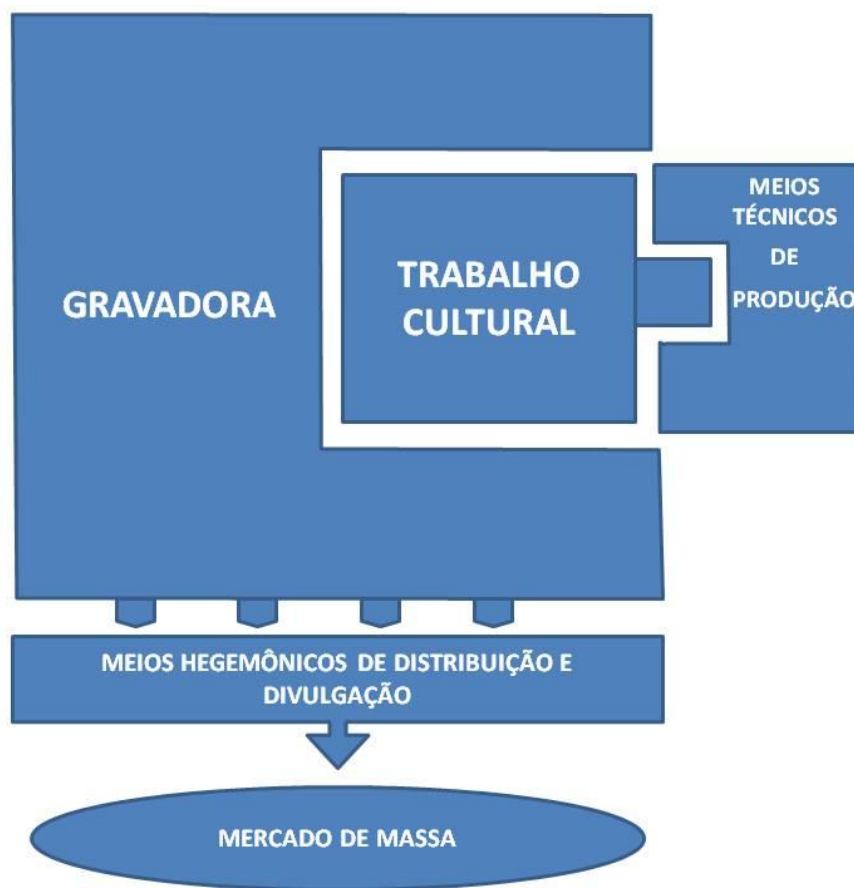 GRAVADORA
TRABALHO
CULTURAL
MEIOS
TÉCNICOS
DE
PRODUÇÃO
MEIOS HEGEMÔNICOS DE DISTRIBUIÇÃO E
DIVULGAÇÃO
MERCADO DE MASSA